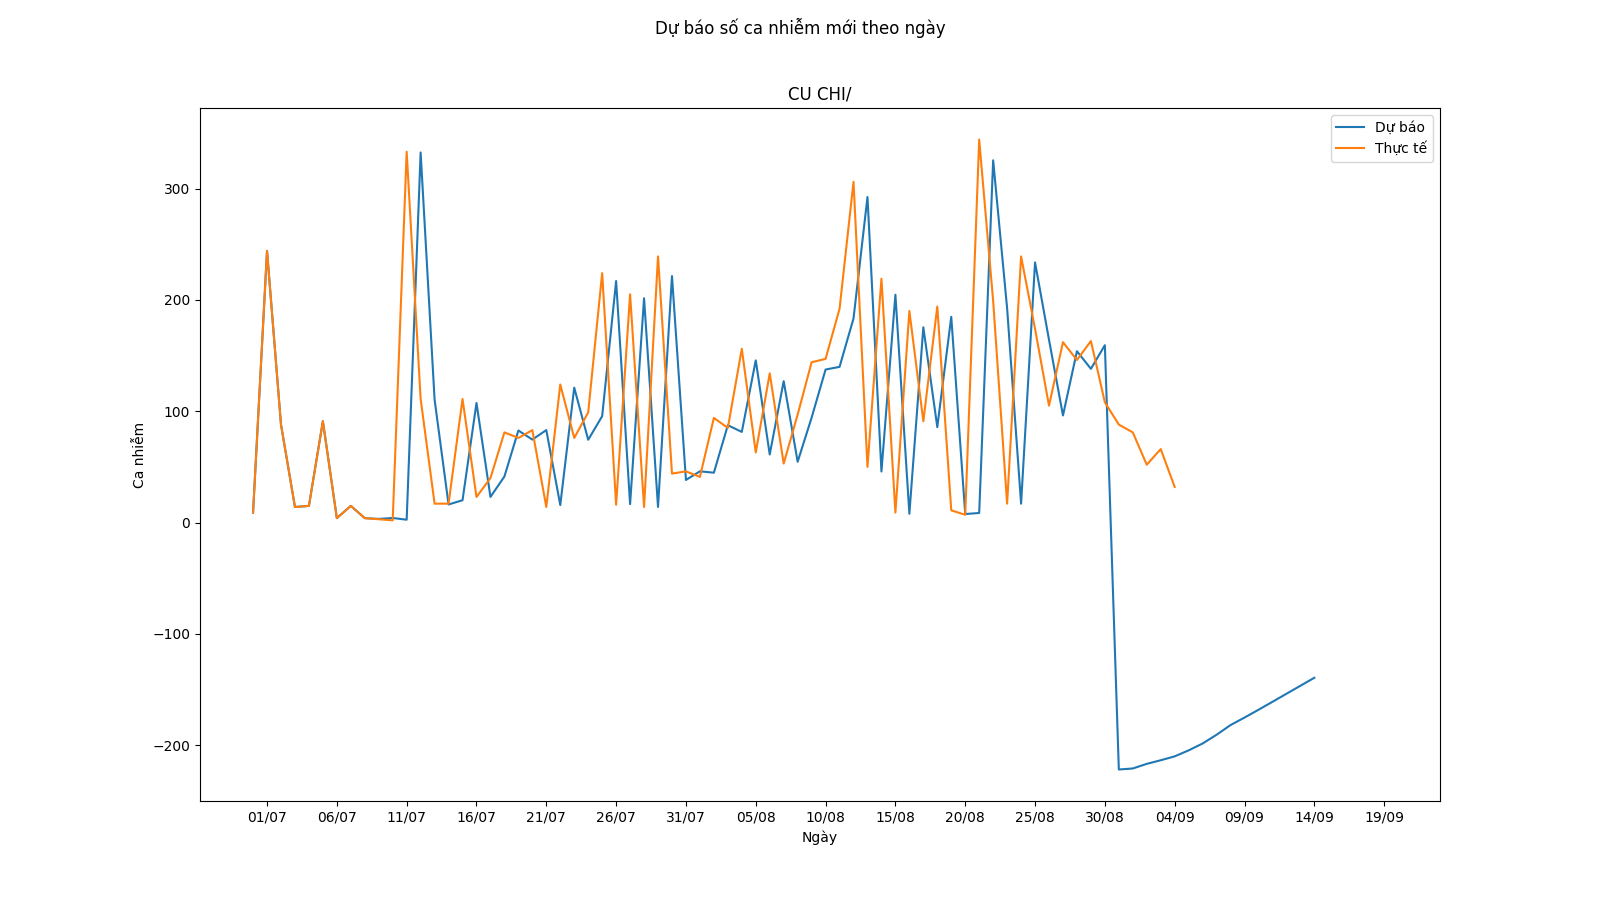 Dự báo số ca nhiễm mới theo ngày
CU CHI/
Dự báo
Thực tế
300
200
100
0
−100
−200
Ca nhiễm
01/07 06/07 11/07 16/07 21/07 26/07 31/07 05/08 10/08 15/08 20/08 25/08 30/08 04/09 09/09 14/09 19/09
Ngày